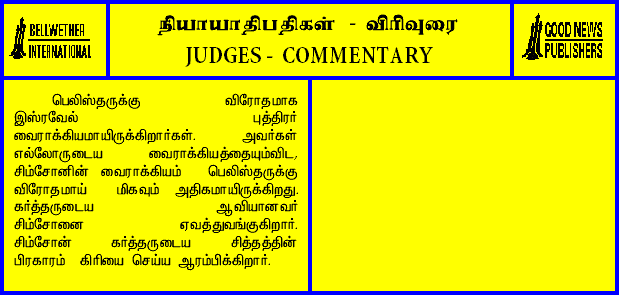 BELLWETHER
INTERNATIONAL
நியாயாதிபதிகள் - விரிவுரை
JUDGES - COMMENTARY
GOOD NEWS
PUBLISHERS
பெலிஸ்தருக்கு விரோதமாக
இஸ்ரவேல் புத்திரர்
வைராக்கியமாயிருக்கிறார்கள். அவர்கள்
எல்லோருடைய வைராக்கியத்தையும்விட,
சிம்சோனின் வைராக்கியம் பெலிஸ்தருக்கு
விரோதமாய் மிகவும் அதிகமாயிருக்கிறது.
கர்த்தருடைய ஆவியானவர்
சிம்சோனை ஏவத்துவங்குகிறார்.
சிம்சோன் கர்த்தருடைய சித்தத்தின்
பிரகாரம் கிரியை செய்ய ஆரம்பிக்கிறார்.